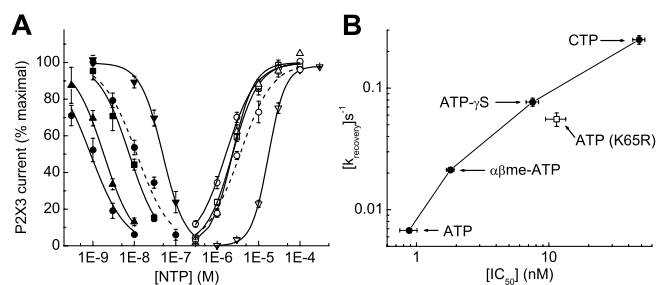 A
P2X3 current (% maximal)
100
80
60
40
20
0
1E-9 1E-8 1E-7 1E-6 1E-5 1E-4
[NTP] (M)
B
[k_recovery]s⁻¹
0.1
0.01
CTP
ATP-γS
ATP (K65R)
αβme-ATP
ATP
1 10
[IC₅₀] (nM)